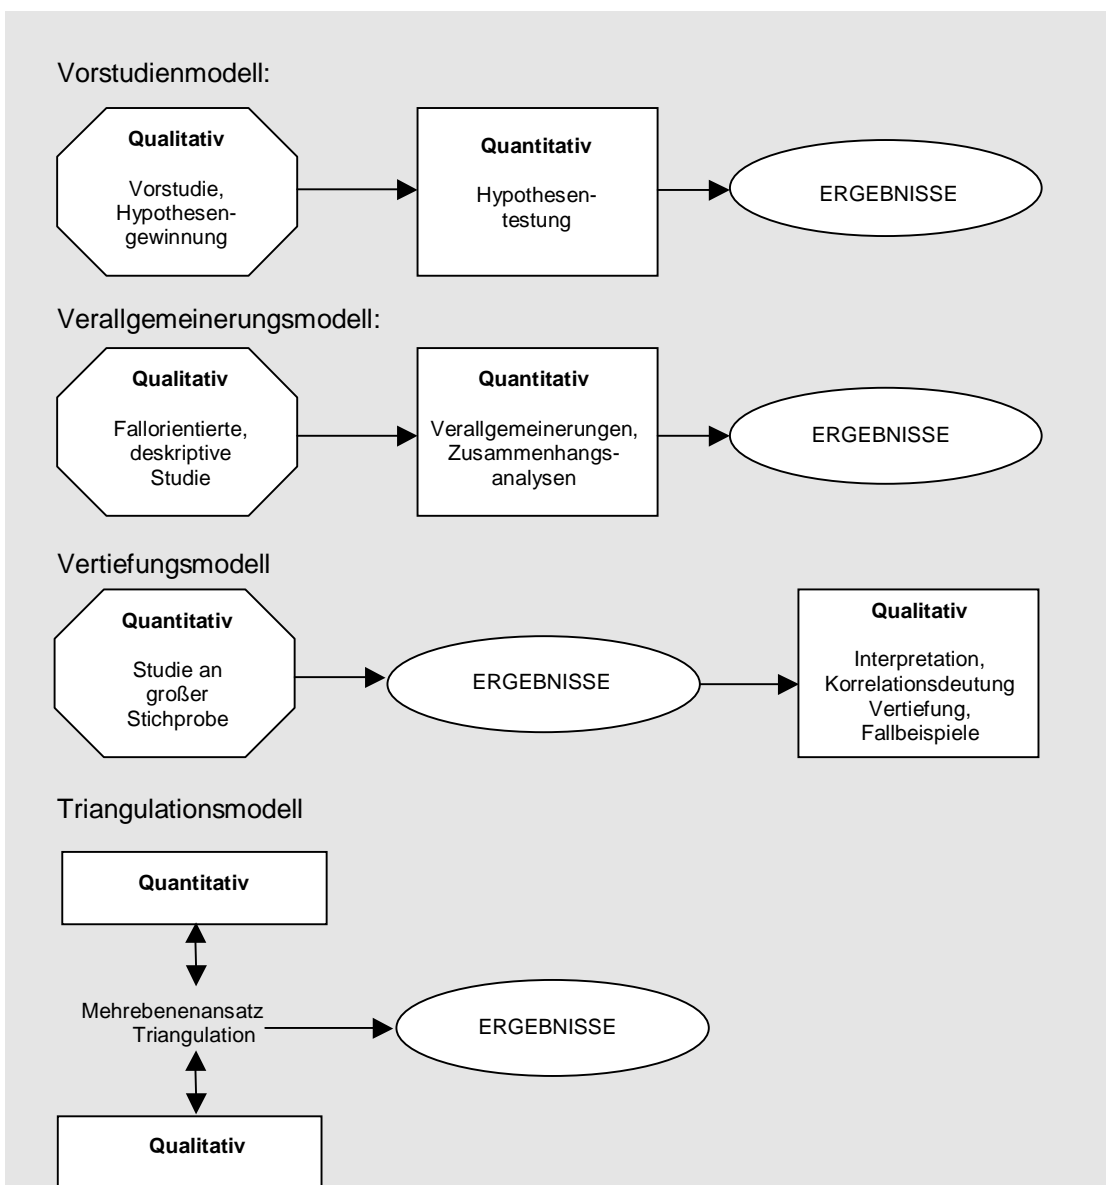 Vorstudienmodell:
Qualitativ
Vorstudie,
Hypothesen-
gewinnung
Quantitativ
Hypothesen-
testung
ERGEBNISSE
Verallgemeinerungsmodell:
Qualitativ
Fallorientierte,
deskriptive
Studie
Quantitativ
Verallgemeinerungen,
Zusammenhangs-
analysen
ERGEBNISSE
Vertiefungsmodell
Quantitativ
Studie an
großer
Stichprobe
ERGEBNISSE
Qualitativ
Interpretation,
Korrelationsdeutung
Vertiefung,
Fallbeispiele
Triangulationsmodell
Quantitativ
Mehrebenenansatz
Triangulation
ERGEBNISSE
Qualitativ